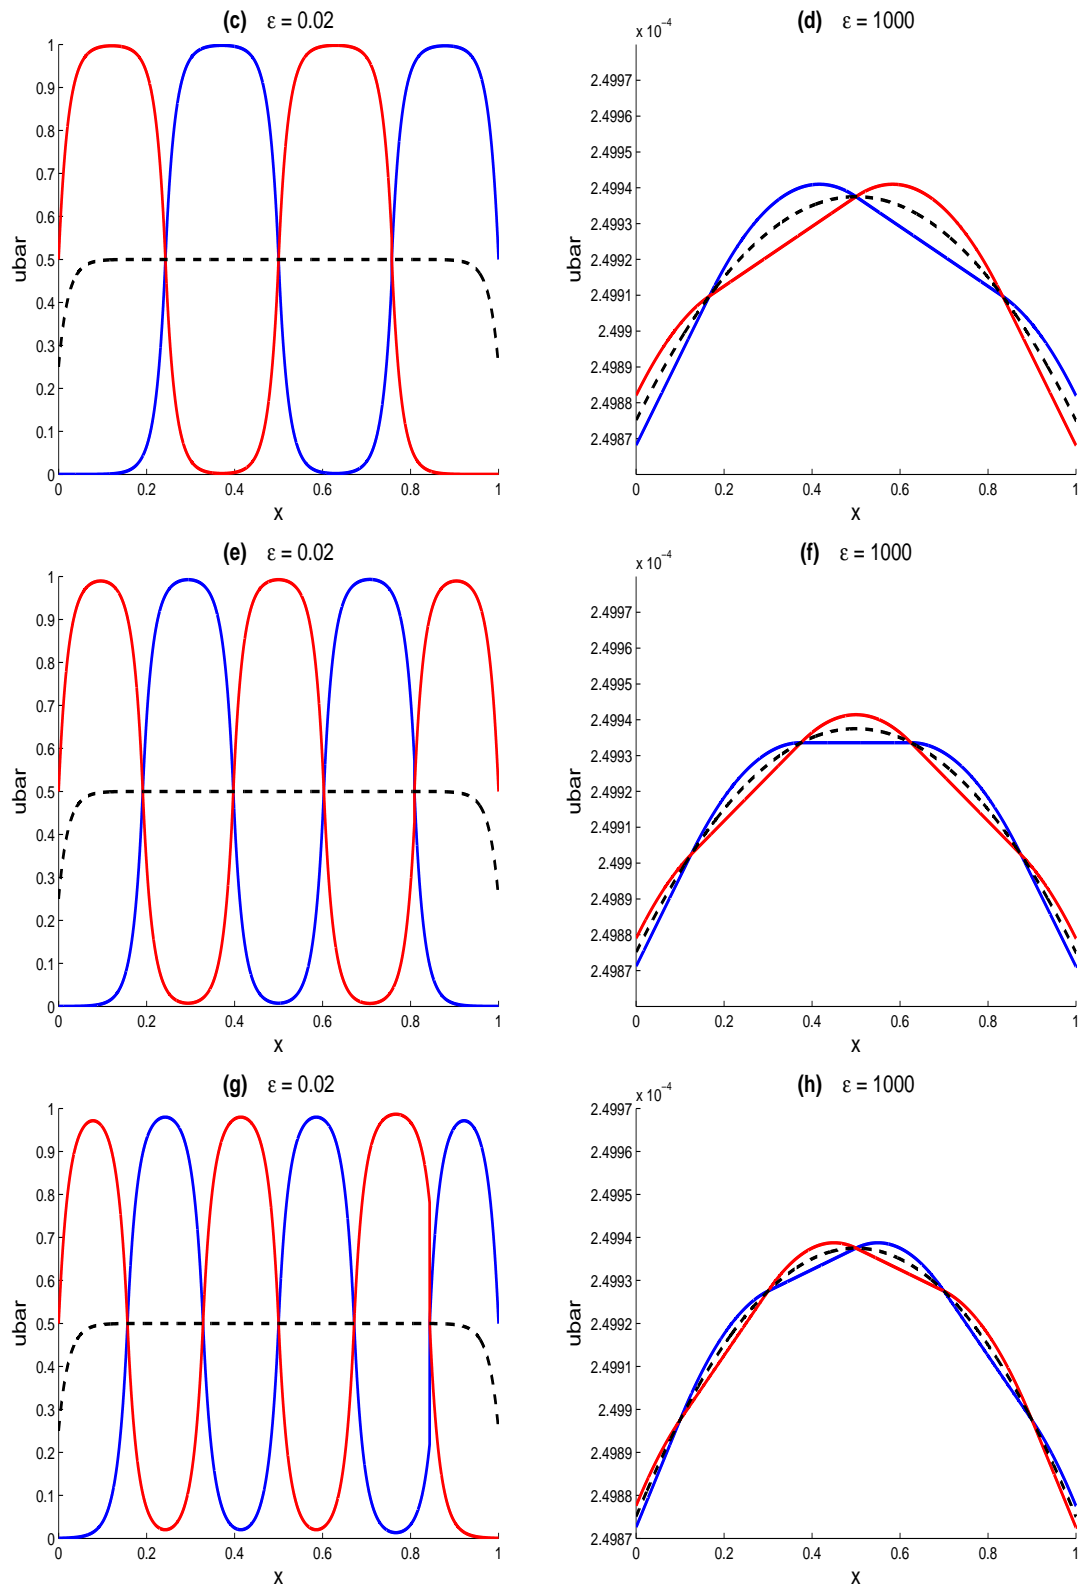 (c) ε = 0.02
1
0.9
0.8
0.7
0.6
0.5
0.4
0.3
0.2
0.1
0
ubar
0 0.2 0.4 0.6 0.8 1
x
(d) ε = 1000
x 10⁻⁴
2.4997
2.4996
2.4995
2.4994
2.4993
2.4992
2.4991
2.499
2.4989
2.4988
2.4987
ubar
0 0.2 0.4 0.6 0.8 1
x
(e) ε = 0.02
1
0.9
0.8
0.7
0.6
0.5
0.4
0.3
0.2
0.1
0
ubar
0 0.2 0.4 0.6 0.8 1
x
(f) ε = 1000
x 10⁻⁴
2.4997
2.4996
2.4995
2.4994
2.4993
2.4992
2.4991
2.499
2.4989
2.4988
2.4987
ubar
0 0.2 0.4 0.6 0.8 1
x
(g) ε = 0.02
1
0.9
0.8
0.7
0.6
0.5
0.4
0.3
0.2
0.1
0
ubar
0 0.2 0.4 0.6 0.8 1
x
(h) ε = 1000
x 10⁻⁴
2.4997
2.4996
2.4995
2.4994
2.4993
2.4992
2.4991
2.499
2.4989
2.4988
2.4987
ubar
0 0.2 0.4 0.6 0.8 1
x